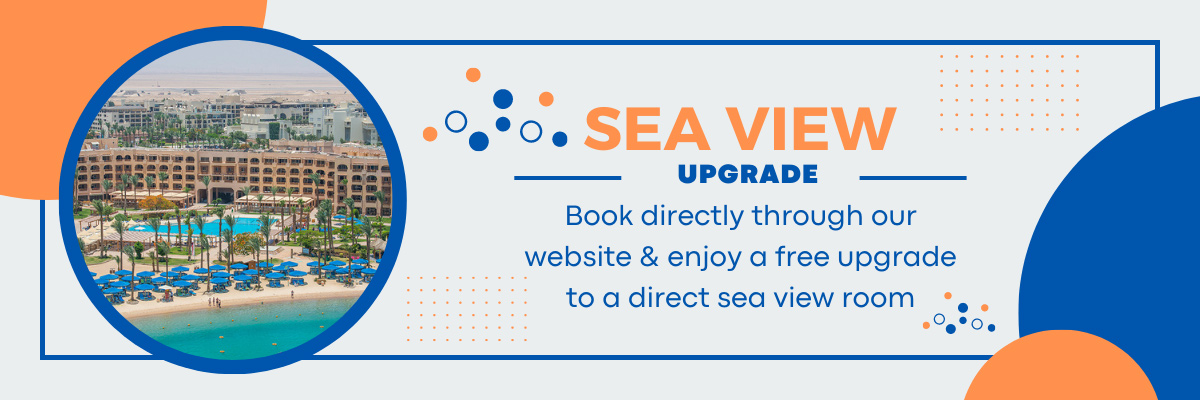 SEA VIEW
UPGRADE
Book directly through our
website & enjoy a free upgrade
to a direct sea view room